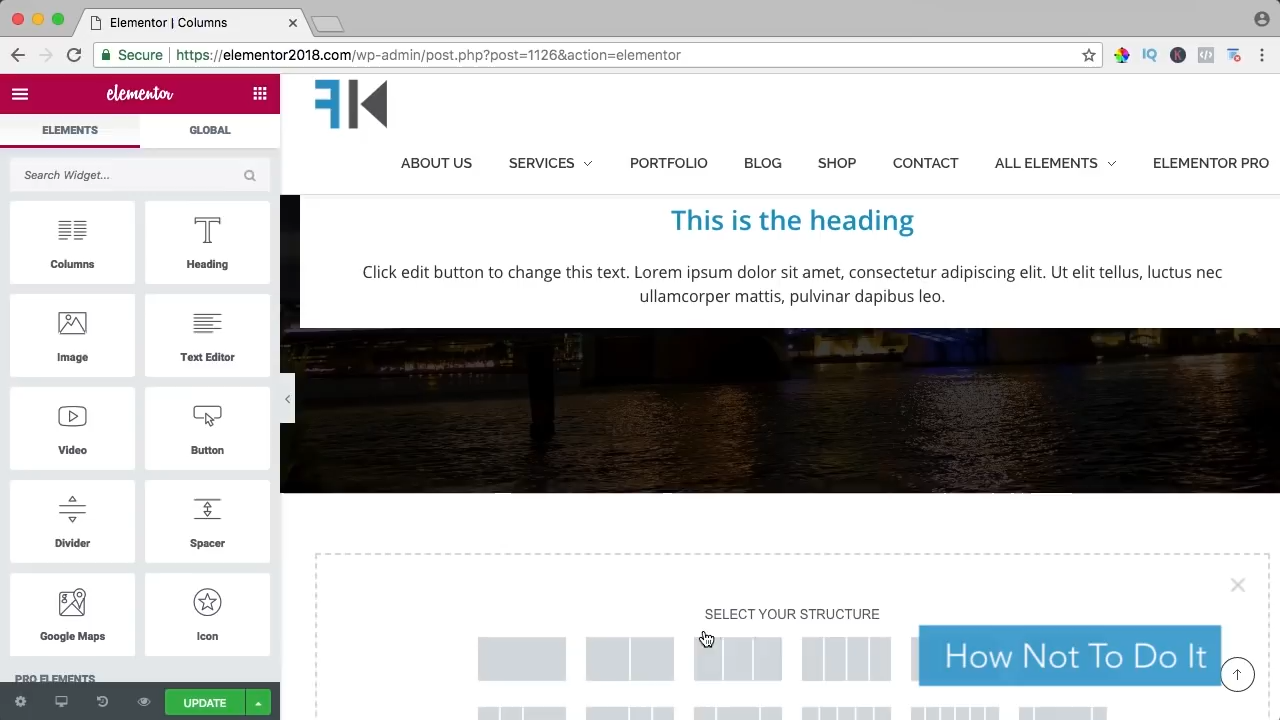 Elementor | Columns
Secure https://elementor2018.com/wp-admin/post.php?post=1126&action=elementor
elementor
ELEMENTS GLOBAL
Search Widget...
Columns Heading
Image Text Editor
Video Button
Divider Spacer
Google Maps Icon
PRO ELEMENTS
UPDATE
FK
ABOUT US SERVICES PORTFOLIO BLOG SHOP CONTACT ALL ELEMENTS ELEMENTOR PRO
This is the heading
Click edit button to change this text. Lorem ipsum dolor sit amet, consectetur adipiscing elit. Ut elit tellus, luctus nec
ullamcorper mattis, pulvinar dapibus leo.
SELECT YOUR STRUCTURE
How Not To Do It